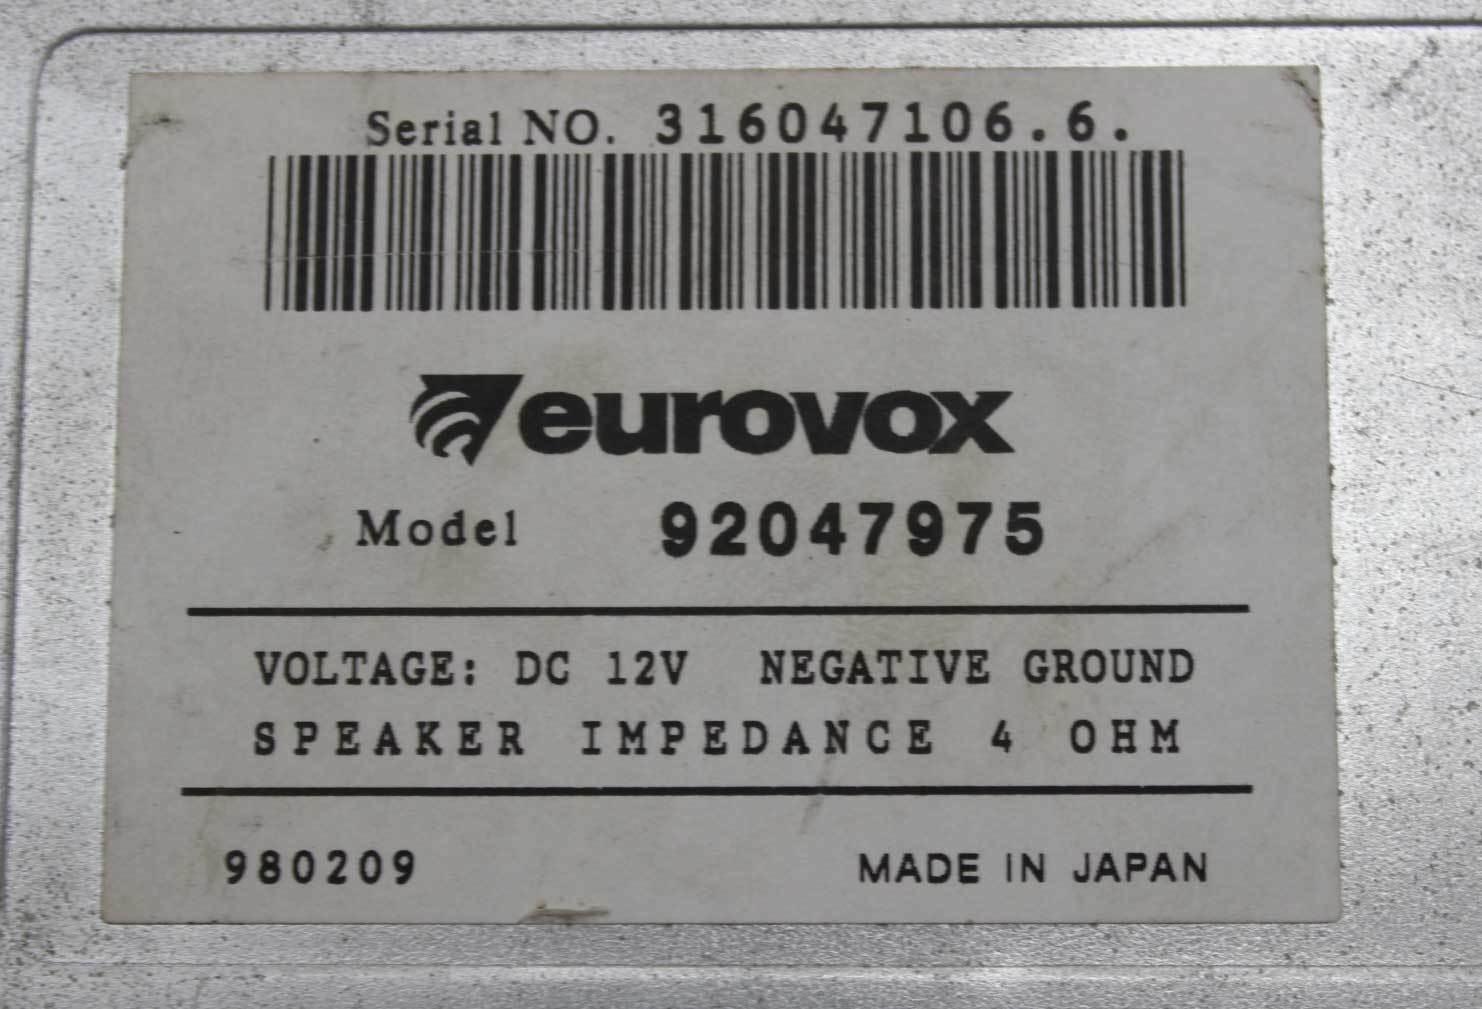 Serial NO. 316047106.6.
eurovox
Model 92047975
VOLTAGE: DC 12V NEGATIVE GROUND
SPEAKER IMPEDANCE 4 OHM
980209 MADE IN JAPAN